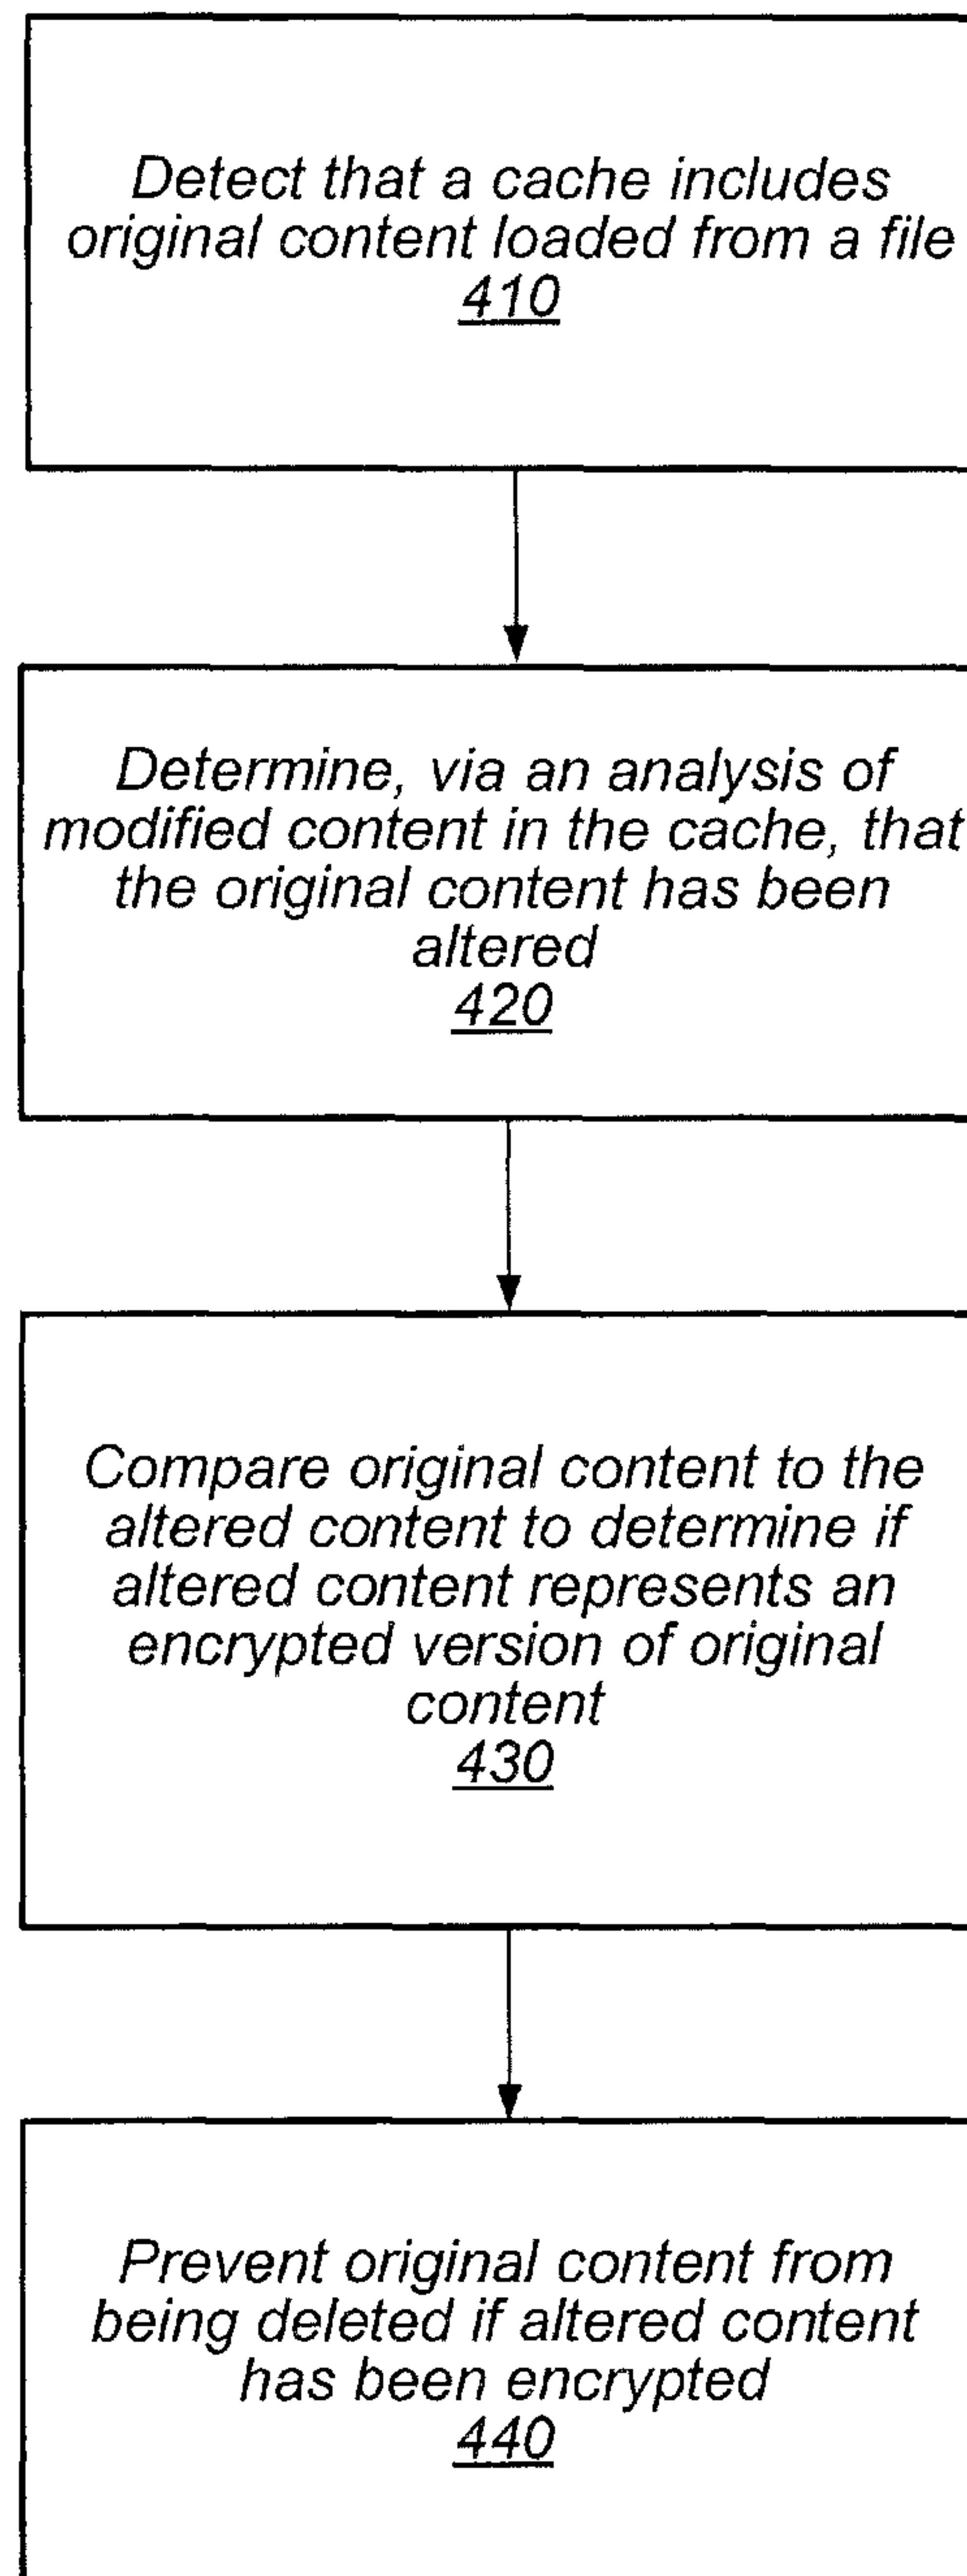 Detect that a cache includes
original content loaded from a file
410
Determine, via an analysis of
modified content in the cache, that
the original content has been
altered
420
Compare original content to the
altered content to determine if
altered content represents an
encrypted version of original
content
430
Prevent original content from
being deleted if altered content
has been encrypted
440